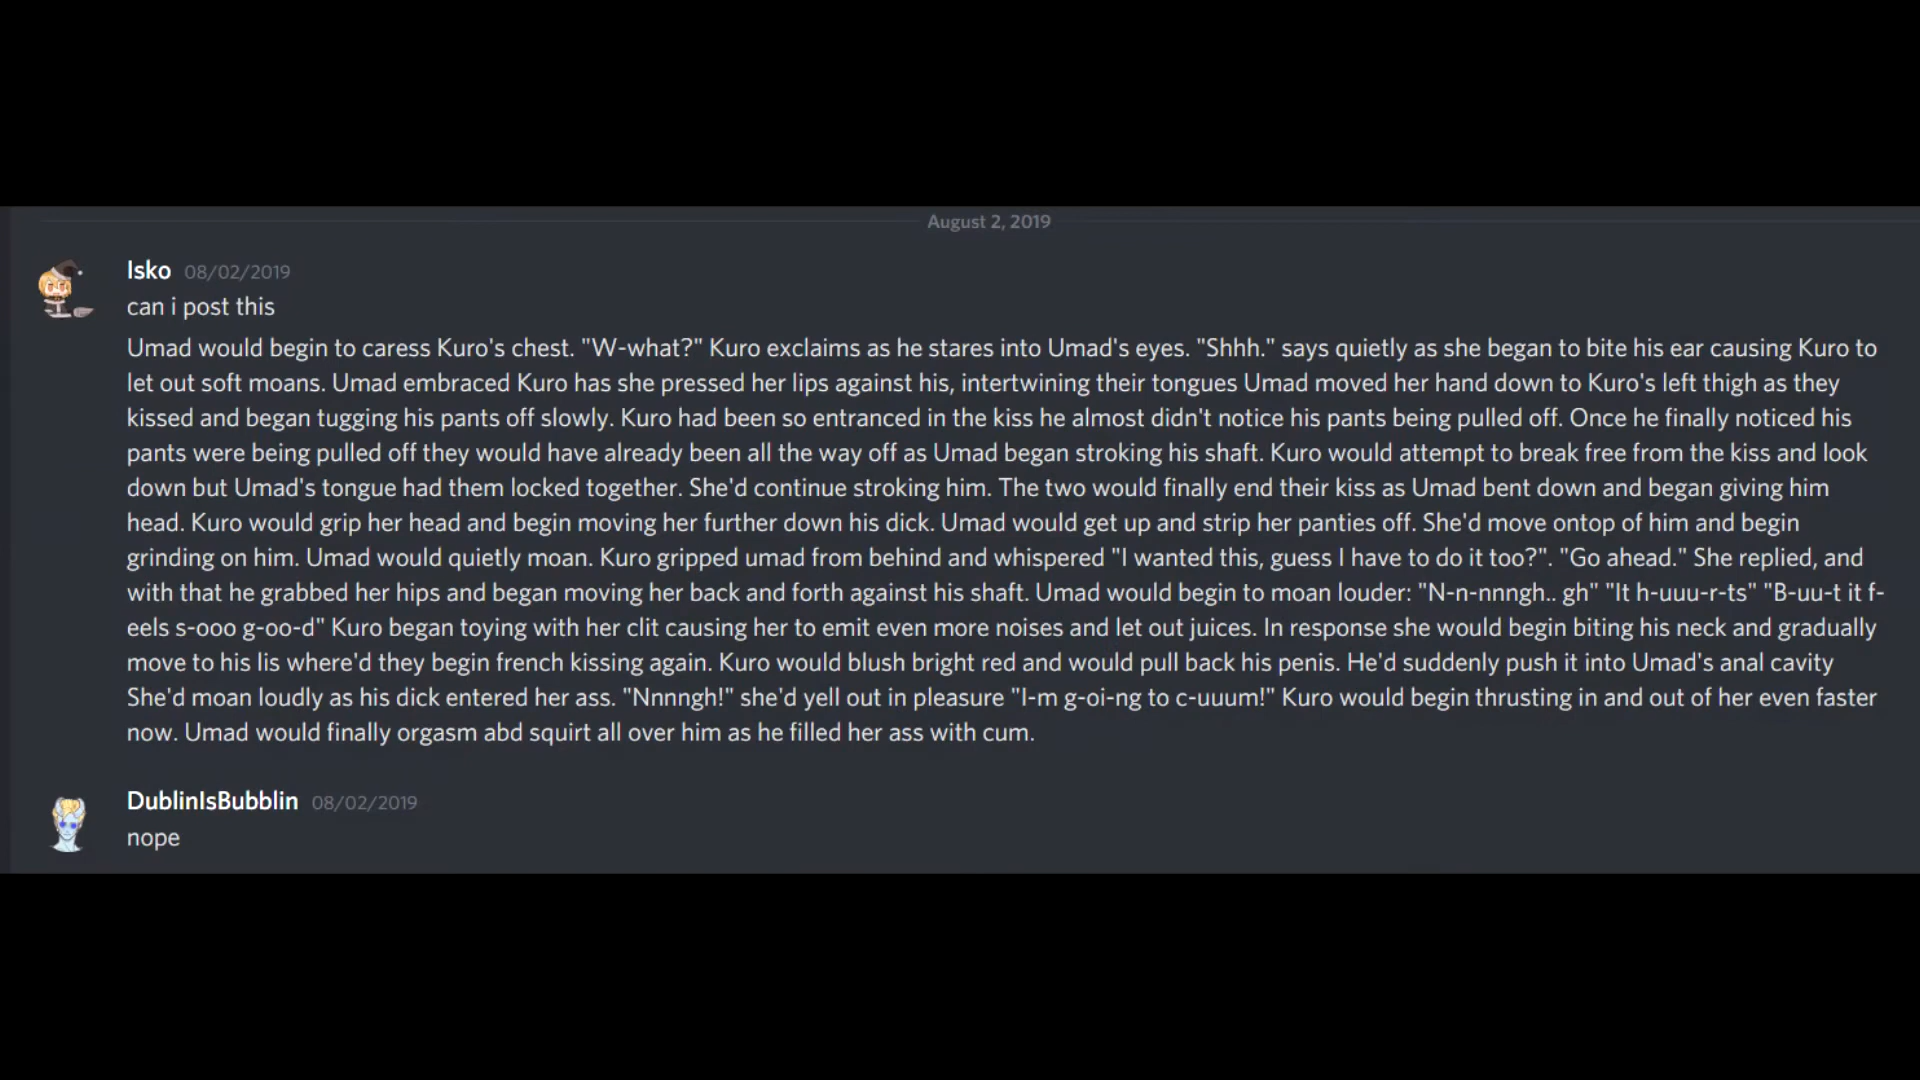 August 2, 2019
Isko 08/02/2019
can i post this
Umad would begin to caress Kuro's chest. "W-what?" Kuro exclaims as he stares into Umad's eyes. "Shhh." says quietly as she began to bite his ear causing Kuro to
let out soft moans. Umad embraced Kuro has she pressed her lips against his, intertwining their tongues Umad moved her hand down to Kuro's left thigh as they
kissed and began tugging his pants off slowly. Kuro had been so entranced in the kiss he almost didn't notice his pants being pulled off. Once he finally noticed his
pants were being pulled off they would have already been all the way off as Umad began stroking his shaft. Kuro would attempt to break free from the kiss and look
down but Umad's tongue had them locked together. She'd continue stroking him. The two would finally end their kiss as Umad bent down and began giving him
head. Kuro would grip her head and begin moving her further down his dick. Umad would get up and strip her panties off. She'd move ontop of him and begin
grinding on him. Umad would quietly moan. Kuro gripped umad from behind and whispered "I wanted this, guess I have to do it too?". "Go ahead." She replied, and
with that he grabbed her hips and began moving her back and forth against his shaft. Umad would begin to moan louder: "N-n-nnngh.. gh" "It h-uuu-r-ts" "B-uu-t it f-
eels s-ooo g-oo-d" Kuro began toying with her clit causing her to emit even more noises and let out juices. In response she would begin biting his neck and gradually
move to his lis where'd they begin french kissing again. Kuro would blush bright red and would pull back his penis. He'd suddenly push it into Umad's anal cavity
She'd moan loudly as his dick entered her ass. "Nnnngh!" she'd yell out in pleasure "I-m g-oi-ng to c-uuum!" Kuro would begin thrusting in and out of her even faster
now. Umad would finally orgasm abd squirt all over him as he filled her ass with cum.
DublinIsBubblin 08/02/2019
nope